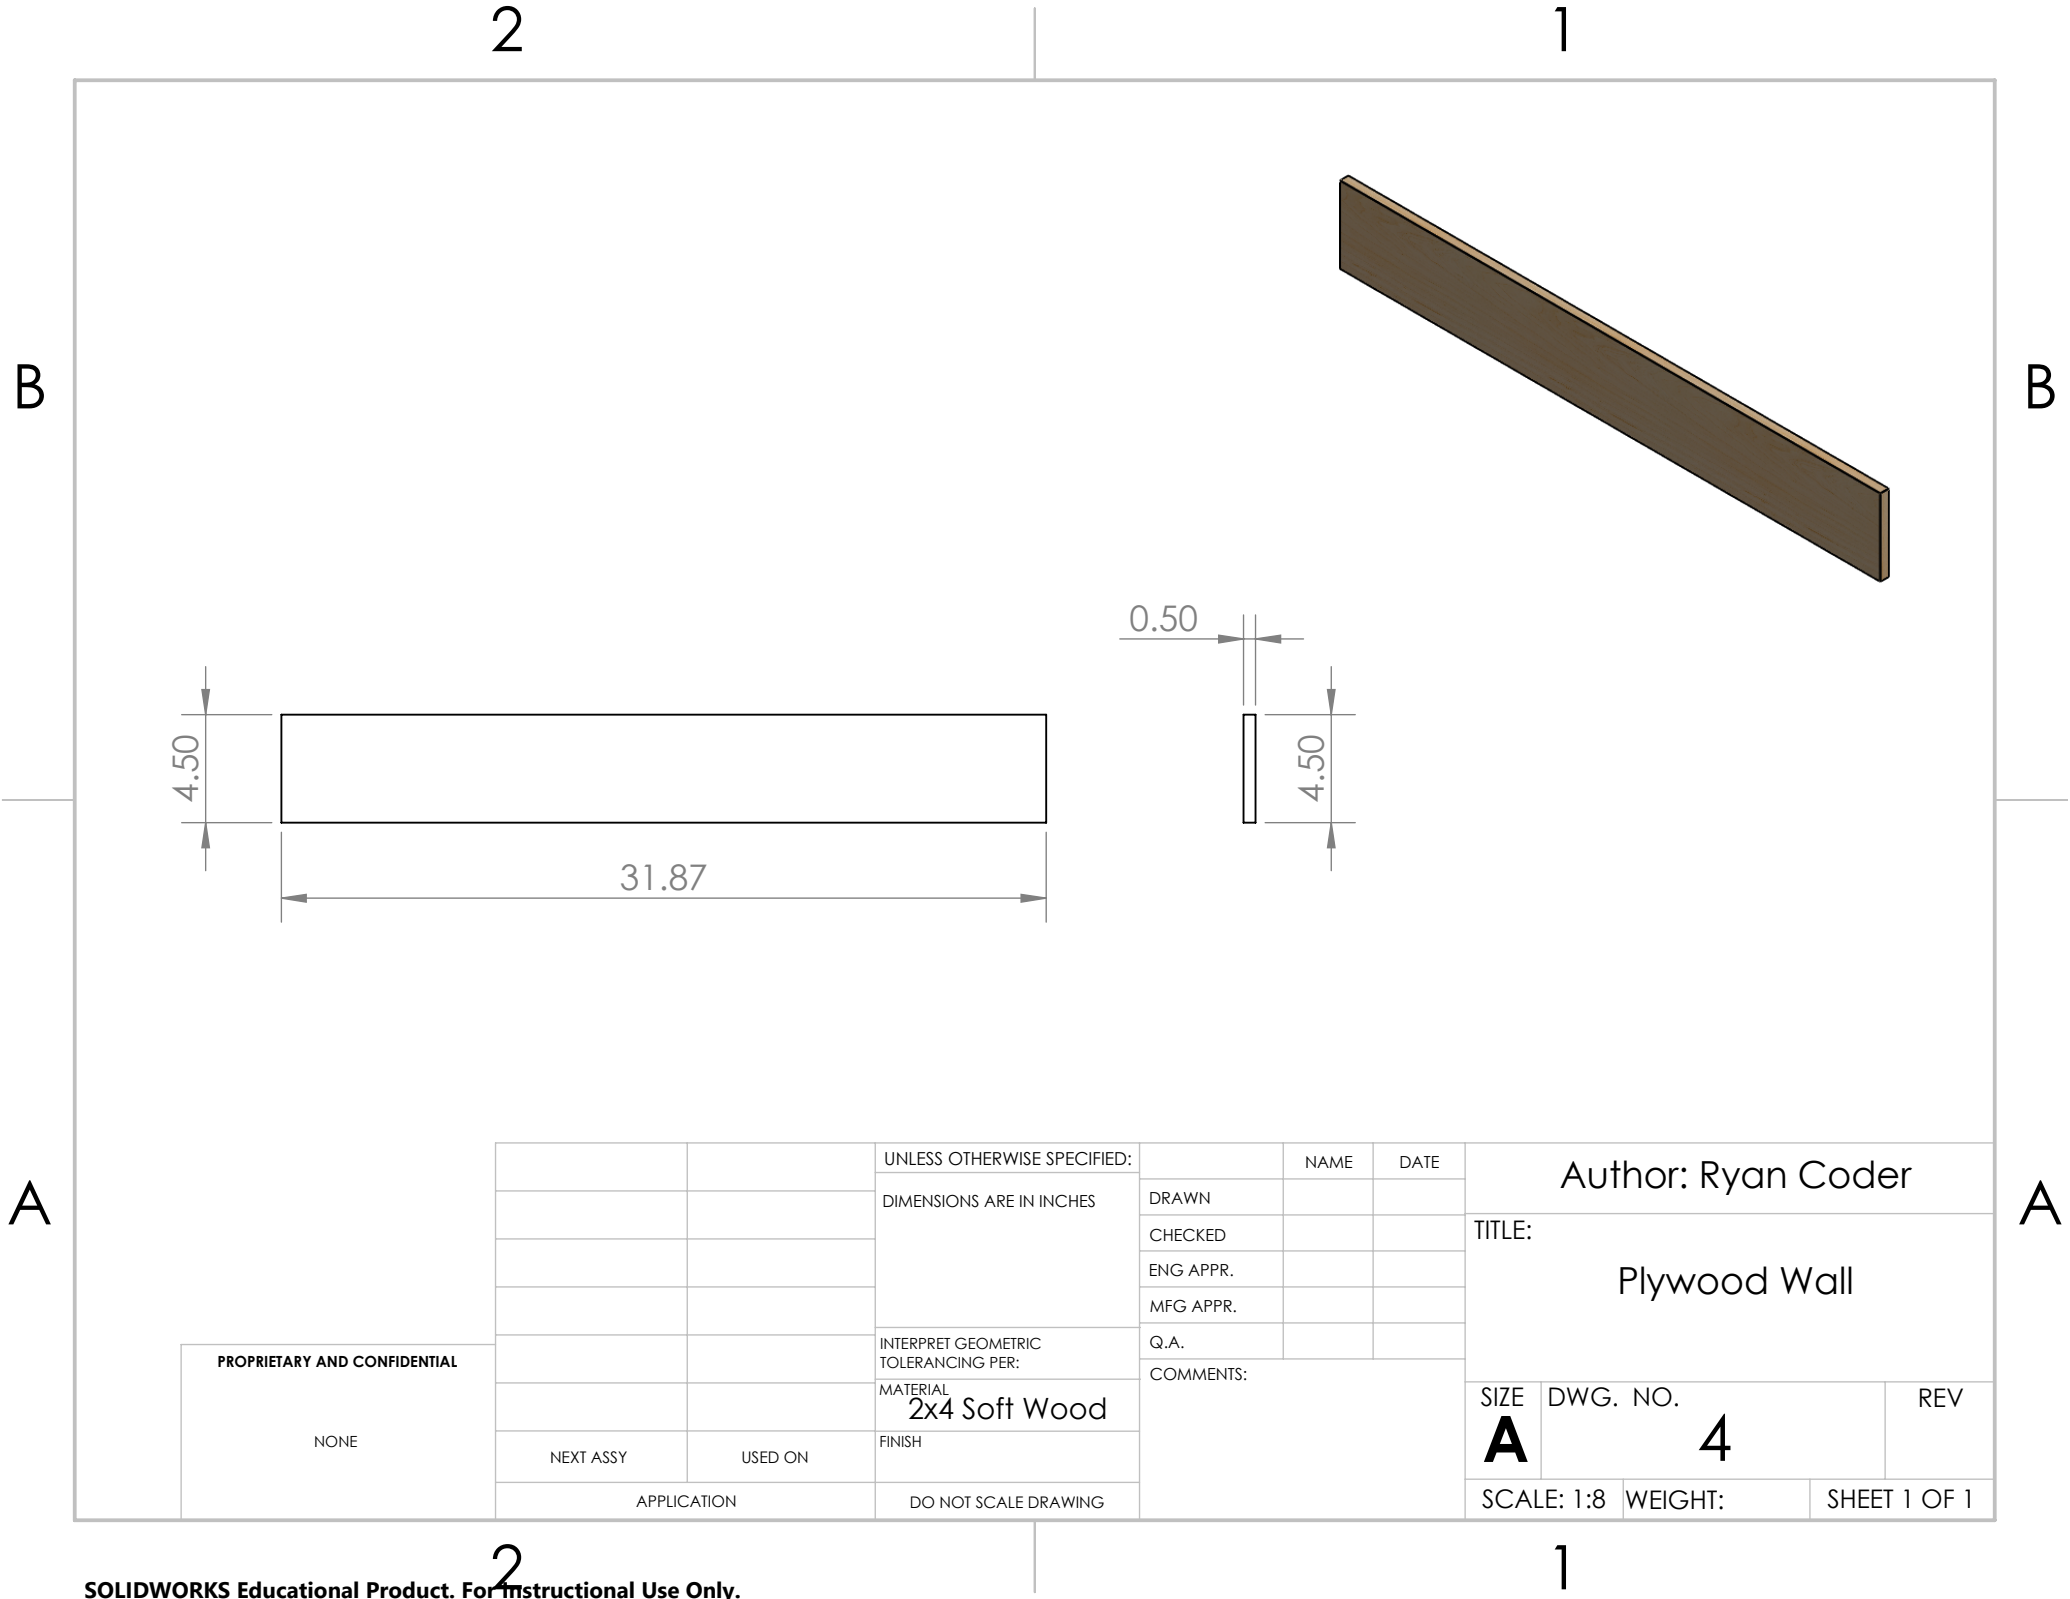 2
1
B
B
0.50
4.50
4.50
31.87
A
A
UNLESS OTHERWISE SPECIFIED:
DIMENSIONS ARE IN INCHES
INTERPRET GEOMETRIC
TOLERANCING PER:
MATERIAL
2x4 Soft Wood
FINISH
DO NOT SCALE DRAWING
NAME
DATE
DRAWN
CHECKED
ENG APPR.
MFG APPR.
Q.A.
COMMENTS:
Author: Ryan Coder
TITLE:
Plywood Wall
SIZE
A
DWG. NO.
4
REV
SCALE: 1:8
WEIGHT:
SHEET 1 OF 1
PROPRIETARY AND CONFIDENTIAL
NONE
NEXT ASSY
USED ON
APPLICATION
2
1
SOLIDWORKS Educational Product. For Instructional Use Only.